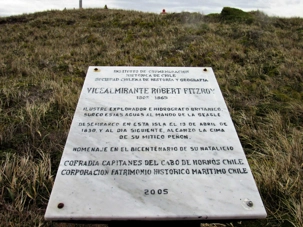 INSTITUTO DE CONMEMORACION
HISTORICA DE CHILE
SOCIEDAD CHILENA DE HISTORIA Y GEOGRAFIA
VICEALMIRANTE ROBERT FITZROY
1865
ILUSTRE EXPLORADOR E HIDROGRAFO BRITANICO,
SURCO ESTAS AGUAS AL MANDO DE LA BEAGLE
DESEMBARCO EN ESTA ISLA EL DE ABRIL DE
1830, Y AL DIA SIGUIENTE, ALCANZO LA CIMA
DE SU MITICO PEÑON.
HOMENAJE EN EL BICENTENARIO DE SU NATALICIO
COFRADIA CAPITANES DEL CABO DE HORNOS CHILE
CORPORACION PATRIMONIO HISTORICO MARITIMO CHILE
2005